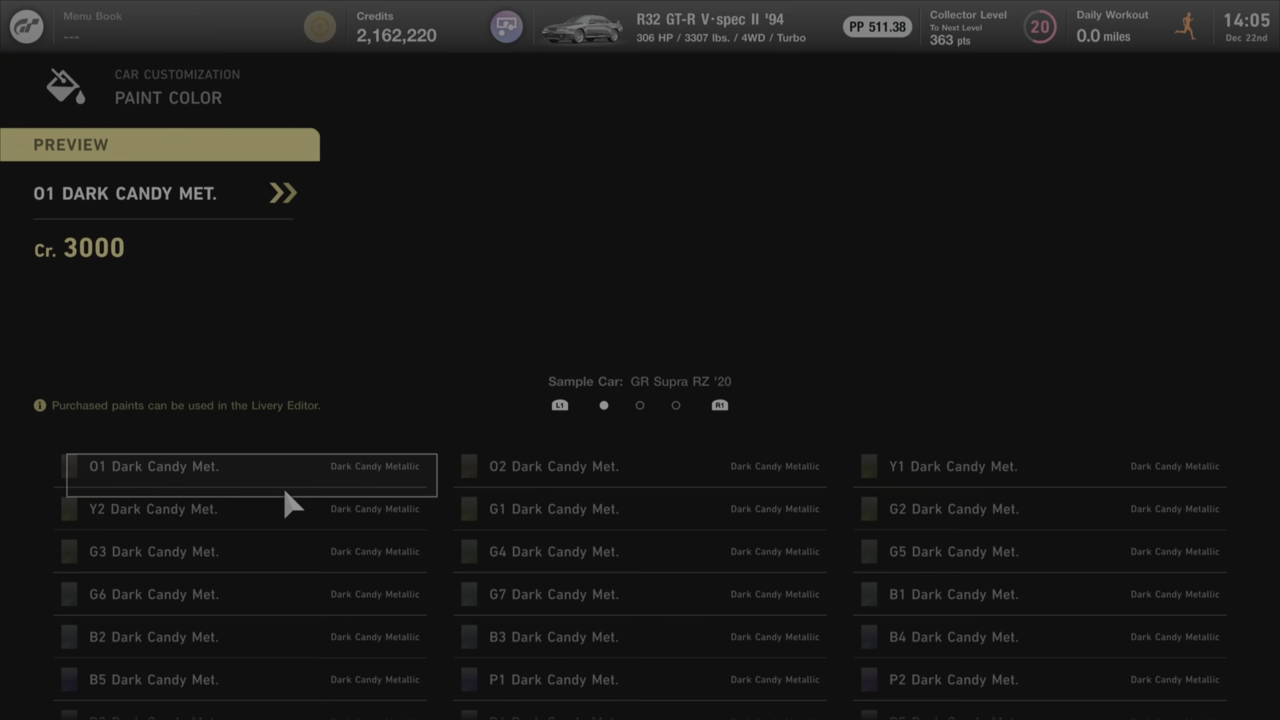 Menu Book
---
Credits
2,162,220
R32 GT-R V·spec II '94
306 HP / 3307 lbs. / 4WD / Turbo
PP 511.38
Collector Level
To Next Level
363 pts
20
Daily Workout
0.0 miles
14:05
Dec 22nd
CAR CUSTOMIZATION
PAINT COLOR
PREVIEW
O1 DARK CANDY MET.
Cr. 3000
Sample Car: GR Supra RZ '20
L1 R1
Purchased paints can be used in the Livery Editor.
O1 Dark Candy Met. Dark Candy Metallic O2 Dark Candy Met. Dark Candy Metallic Y1 Dark Candy Met. Dark Candy Metallic
Y2 Dark Candy Met. Dark Candy Metallic G1 Dark Candy Met. Dark Candy Metallic G2 Dark Candy Met. Dark Candy Metallic
G3 Dark Candy Met. Dark Candy Metallic G4 Dark Candy Met. Dark Candy Metallic G5 Dark Candy Met. Dark Candy Metallic
G6 Dark Candy Met. Dark Candy Metallic G7 Dark Candy Met. Dark Candy Metallic B1 Dark Candy Met. Dark Candy Metallic
B2 Dark Candy Met. Dark Candy Metallic B3 Dark Candy Met. Dark Candy Metallic B4 Dark Candy Met. Dark Candy Metallic
B5 Dark Candy Met. Dark Candy Metallic P1 Dark Candy Met. Dark Candy Metallic P2 Dark Candy Met. Dark Candy Metallic